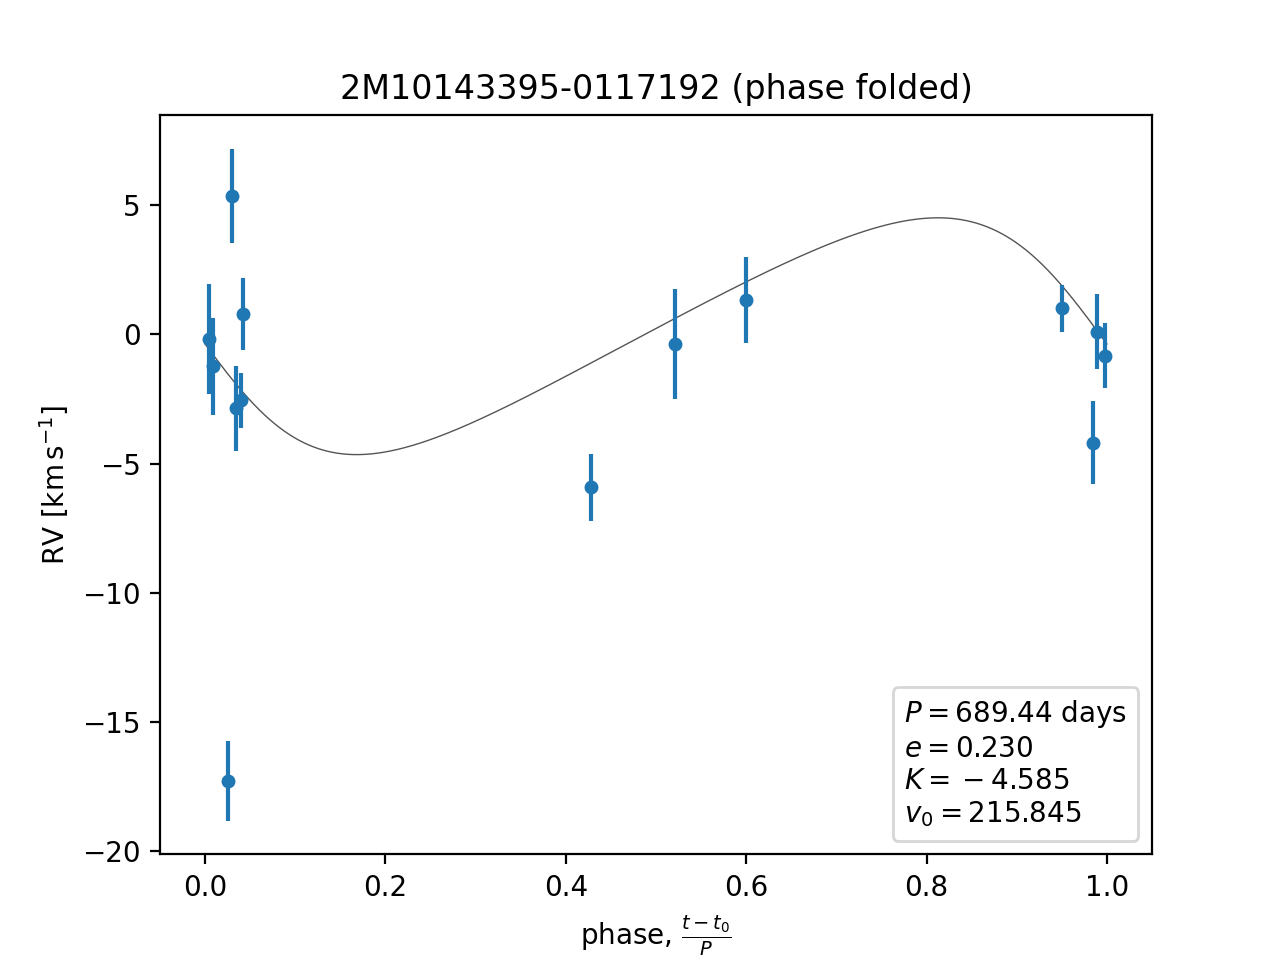 2M10143395-0117192 (phase folded)
RV [km s⁻¹]
5
0
−5
−10
−15
−20
P = 689.44 days
e = 0.230
K = −4.585
v₀ = 215.845
0.0 0.2 0.4 0.6 0.8 1.0
phase, (t − t₀)/P